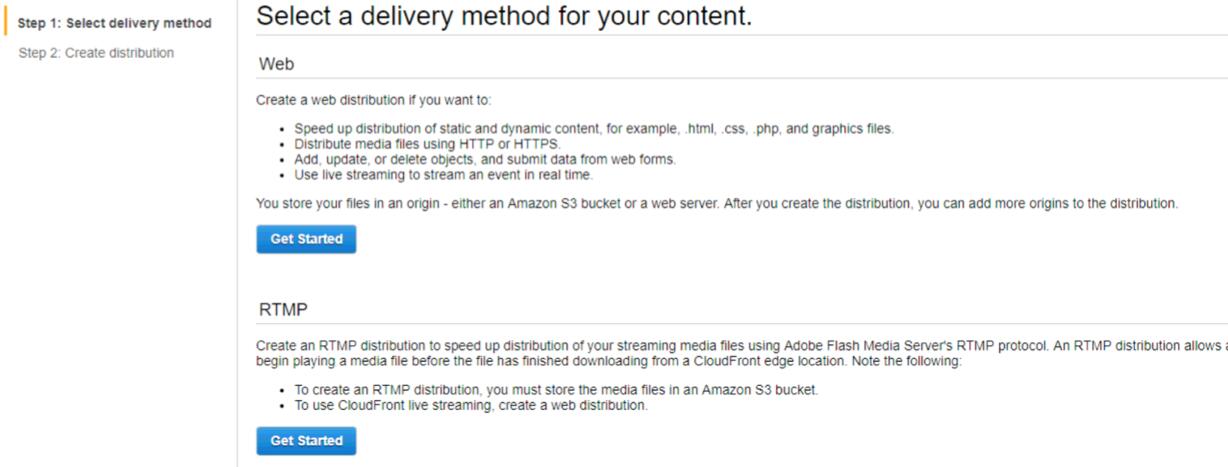 Step 1: Select delivery method
Step 2: Create distribution
Select a delivery method for your content.
Web
Create a web distribution if you want to:
• Speed up distribution of static and dynamic content, for example, .html, .css, .php, and graphics files.
• Distribute media files using HTTP or HTTPS.
• Add, update, or delete objects, and submit data from web forms.
• Use live streaming to stream an event in real time.
You store your files in an origin - either an Amazon S3 bucket or a web server. After you create the distribution, you can add more origins to the distribution.
Get Started
RTMP
Create an RTMP distribution to speed up distribution of your streaming media files using Adobe Flash Media Server's RTMP protocol. An RTMP distribution allows
begin playing a media file before the file has finished downloading from a CloudFront edge location. Note the following:
• To create an RTMP distribution, you must store the media files in an Amazon S3 bucket.
• To use CloudFront live streaming, create a web distribution.
Get Started